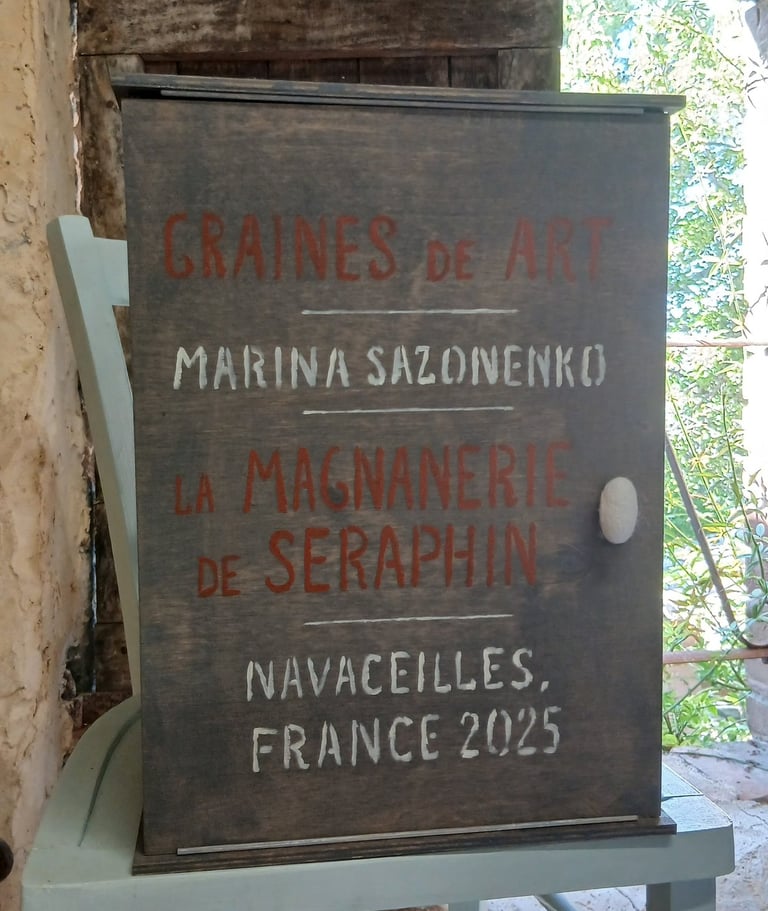 GRAINES DE ART
MARINA SAZONENKO
LA MAGNANERIE
DE SERAPHIN
NAVACEILLES,
FRANCE 2025